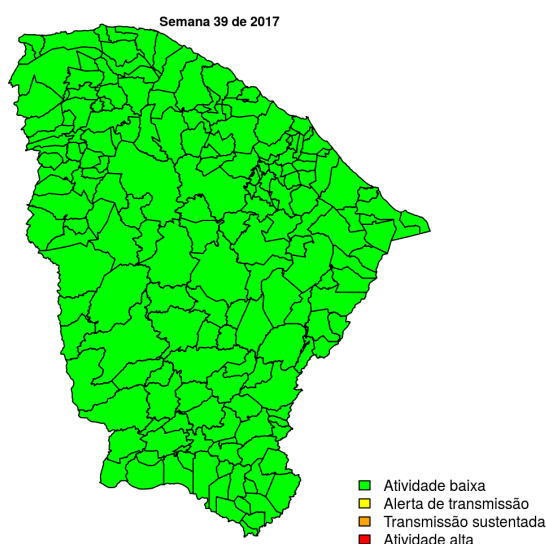 Semana 39 de 2017
Atividade baixa
Alerta de transmissão
Transmissão sustentada
Atividade alta